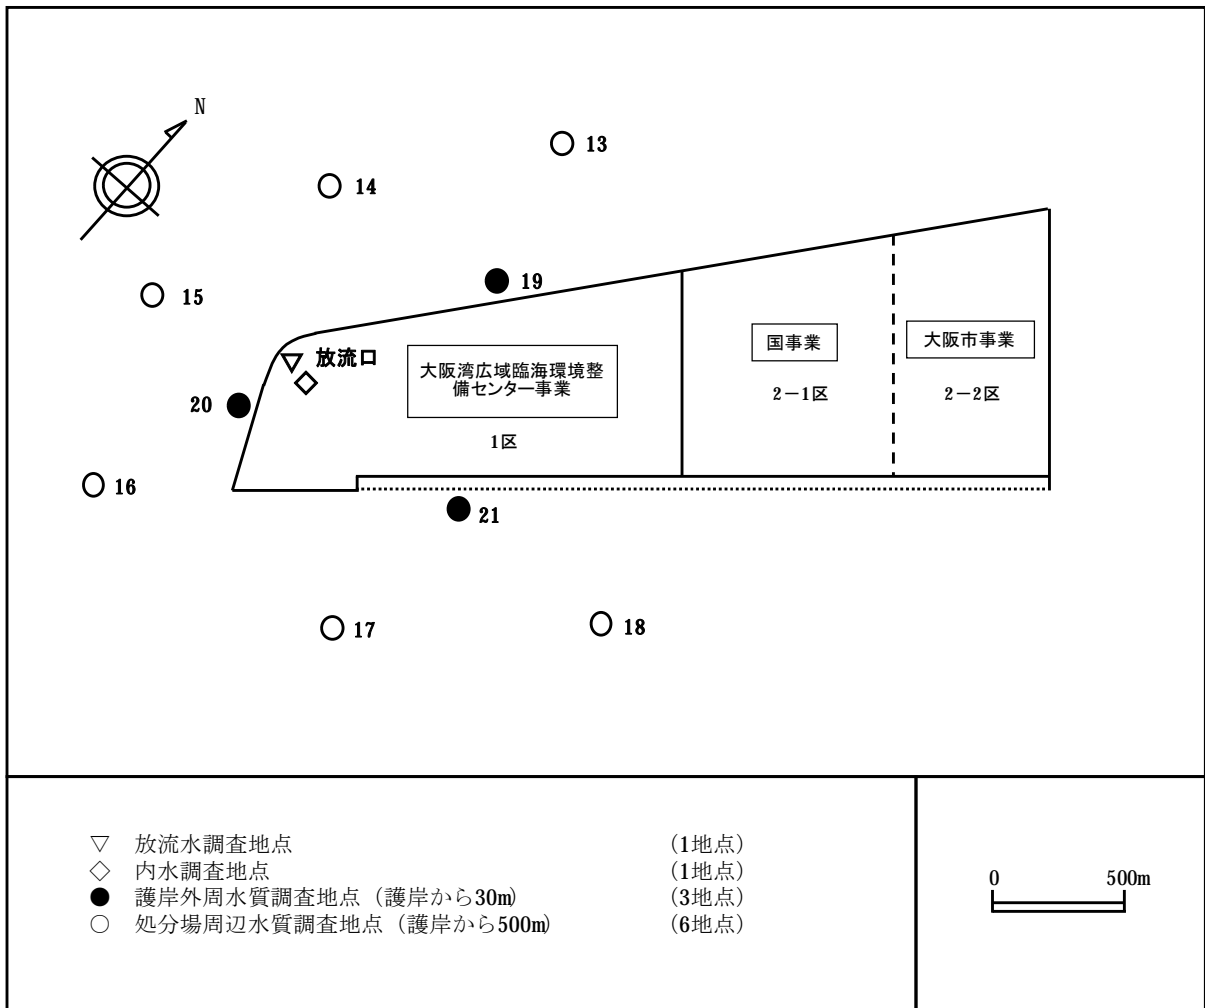 N
13
14
15
19
放流口
20
16
大阪湾広域臨海環境整
備センター事業
1区
国事業
2－1区
大阪市事業
2－2区
21
17
18
▽ 放流水調査地点 (1地点)
◇ 内水調査地点 (1地点)
● 護岸外周水質調査地点（護岸から30m) (3地点)
○ 処分場周辺水質調査地点（護岸から500m) (6地点)
0 500m